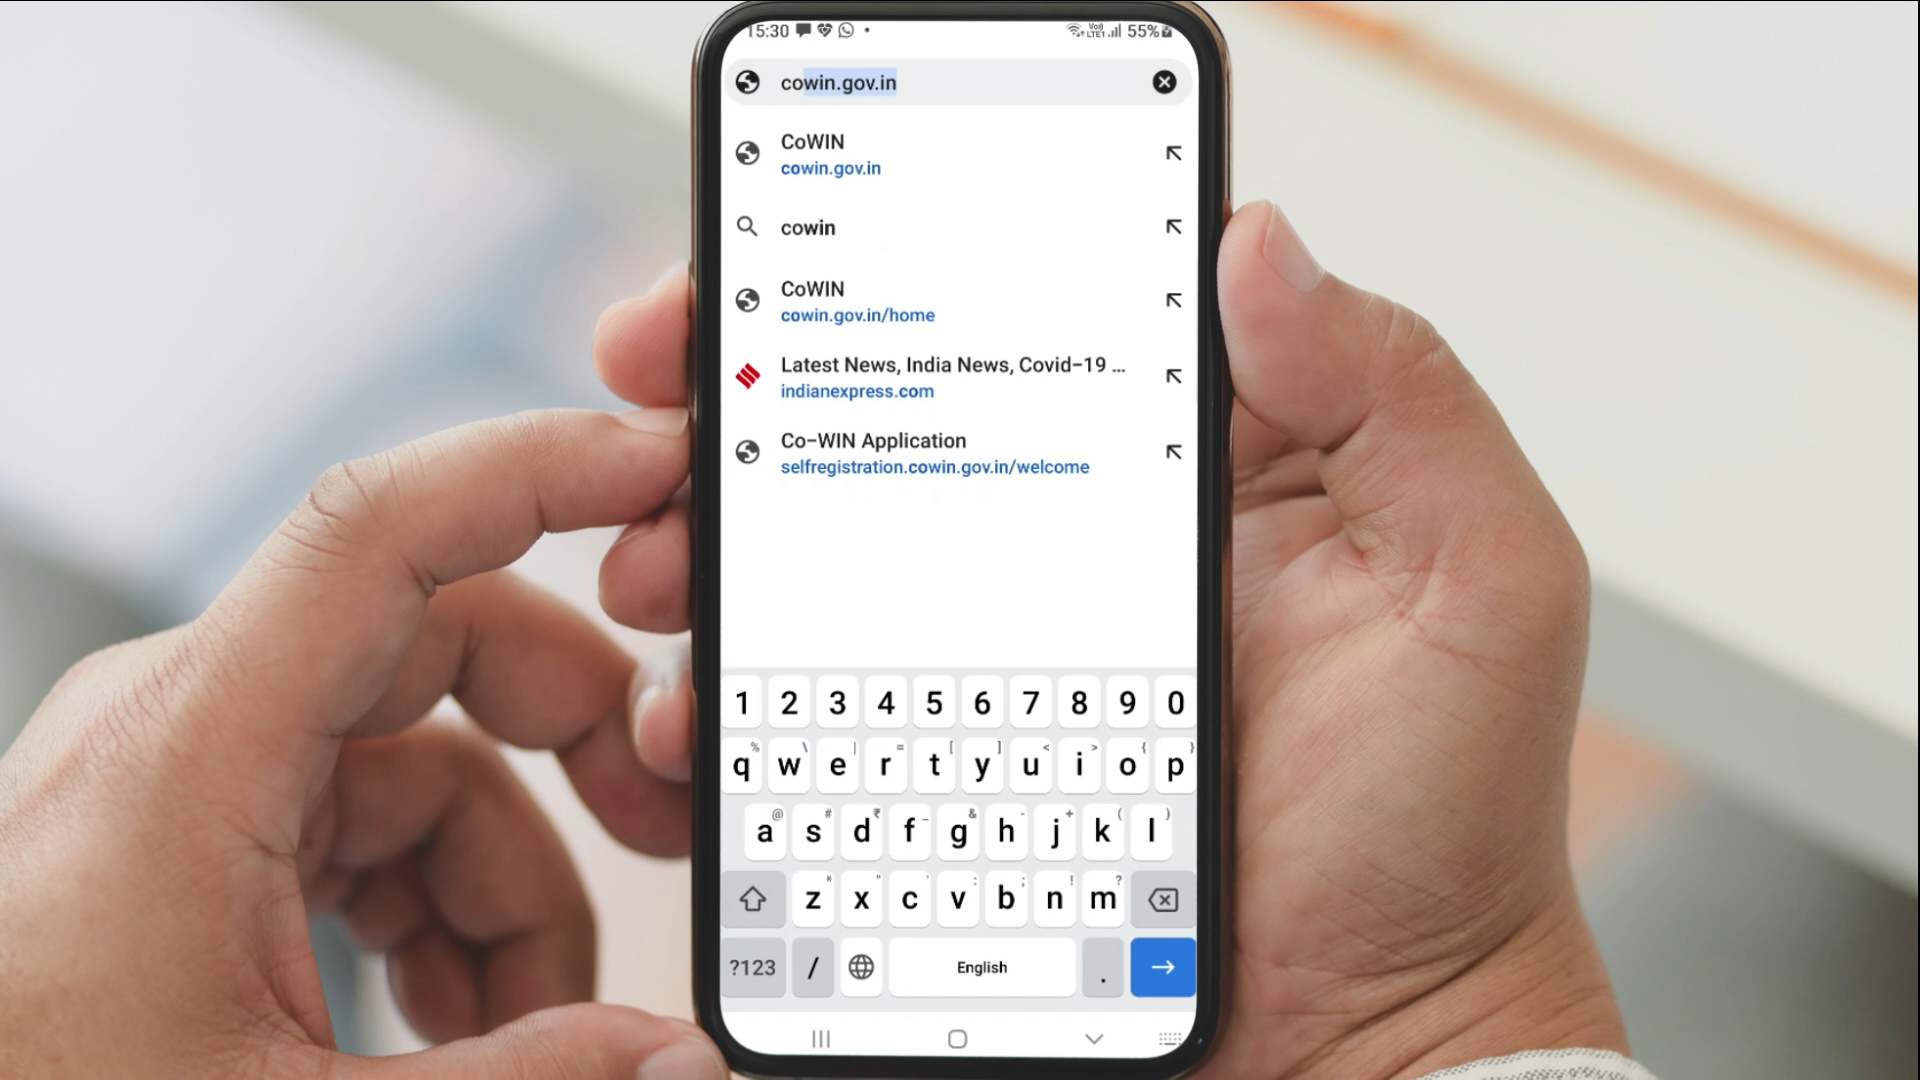 15:30 55%
cowin.gov.in
CoWIN
cowin.gov.in
cowin
CoWIN
cowin.gov.in/home
Latest News, India News, Covid-19 ...
indianexpress.com
Co-WIN Application
selfregistration.cowin.gov.in/welcome
1 2 3 4 5 6 7 8 9 0
q w e r t y u i o p
a s d f g h j k l
z x c v b n m
?123 / English .